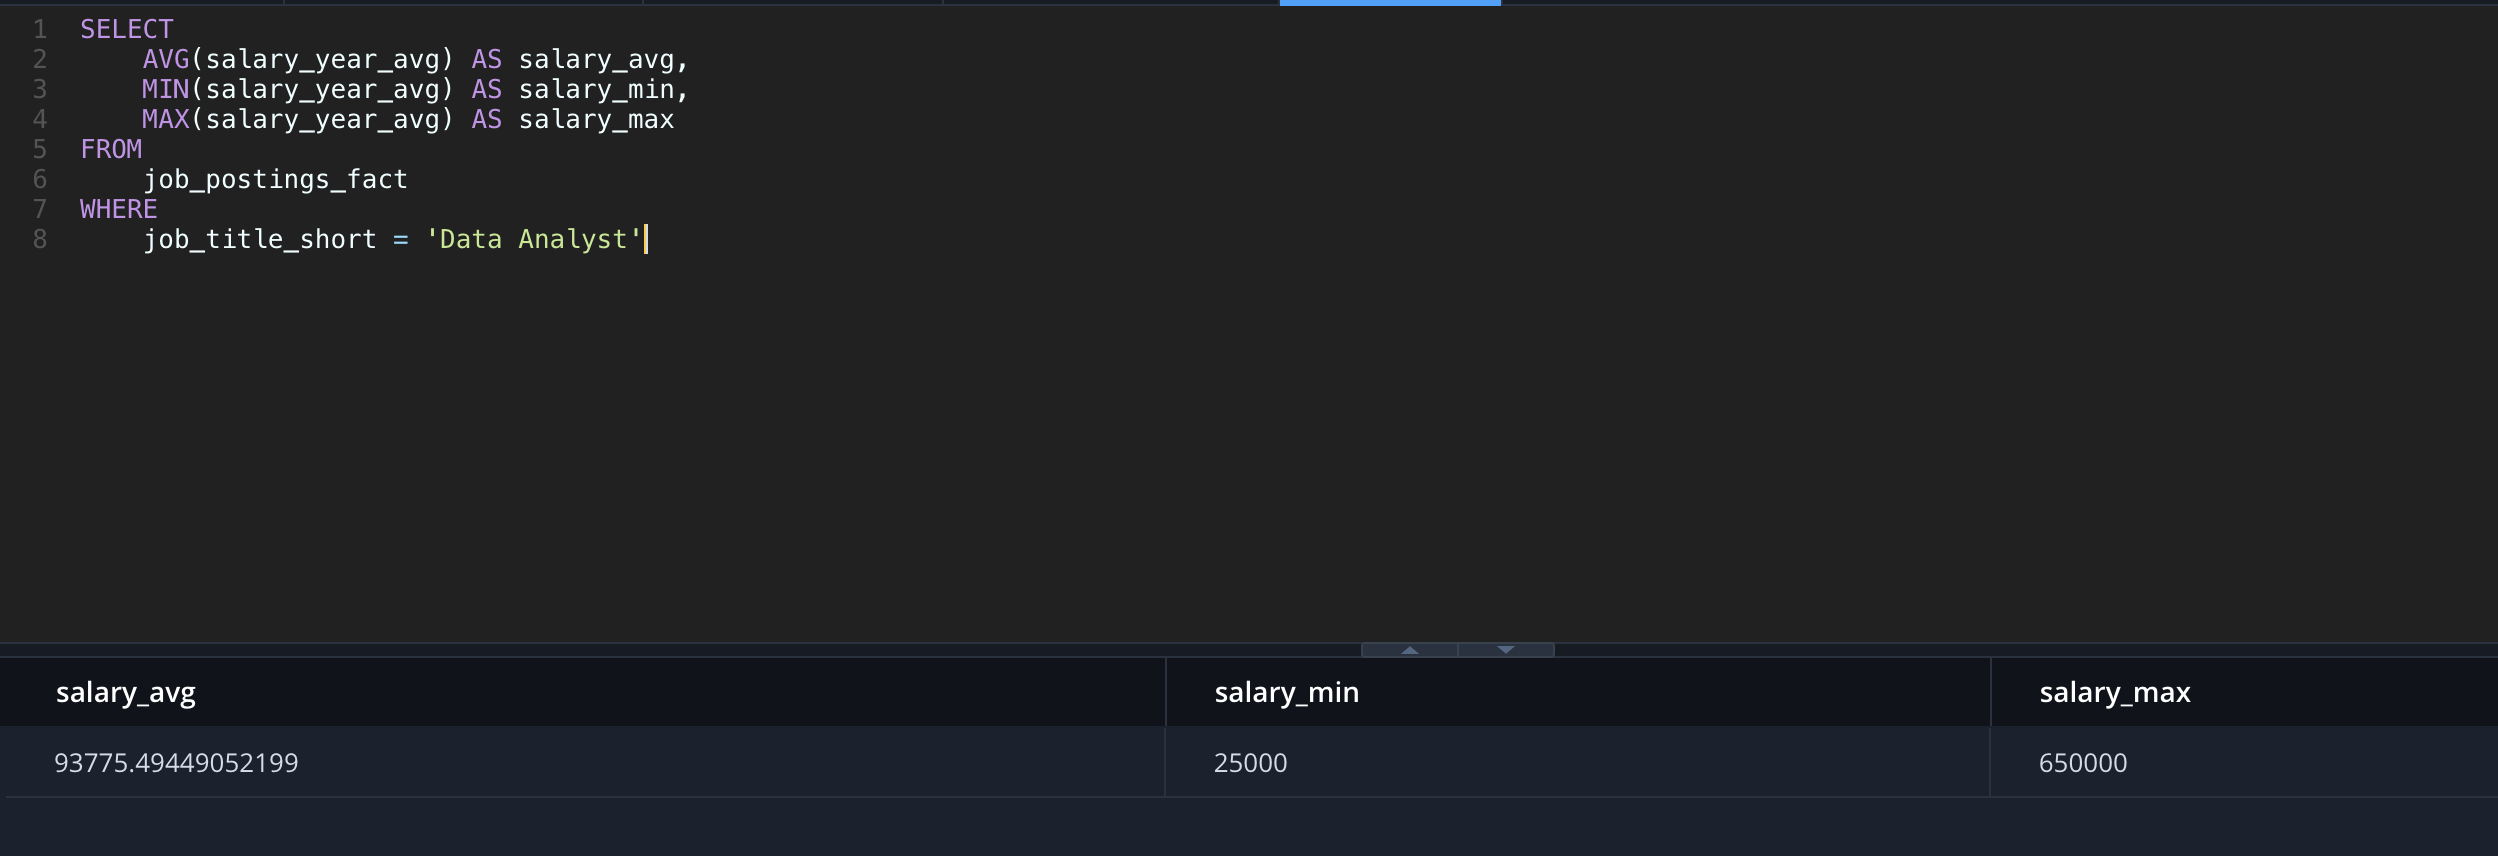 1 SELECT
2 AVG(salary_year_avg) AS salary_avg,
3 MIN(salary_year_avg) AS salary_min,
4 MAX(salary_year_avg) AS salary_max
5 FROM
6 job_postings_fact
7 WHERE
8 job_title_short = 'Data Analyst'
salary_avg salary_min salary_max
93775.49449052199 25000 650000